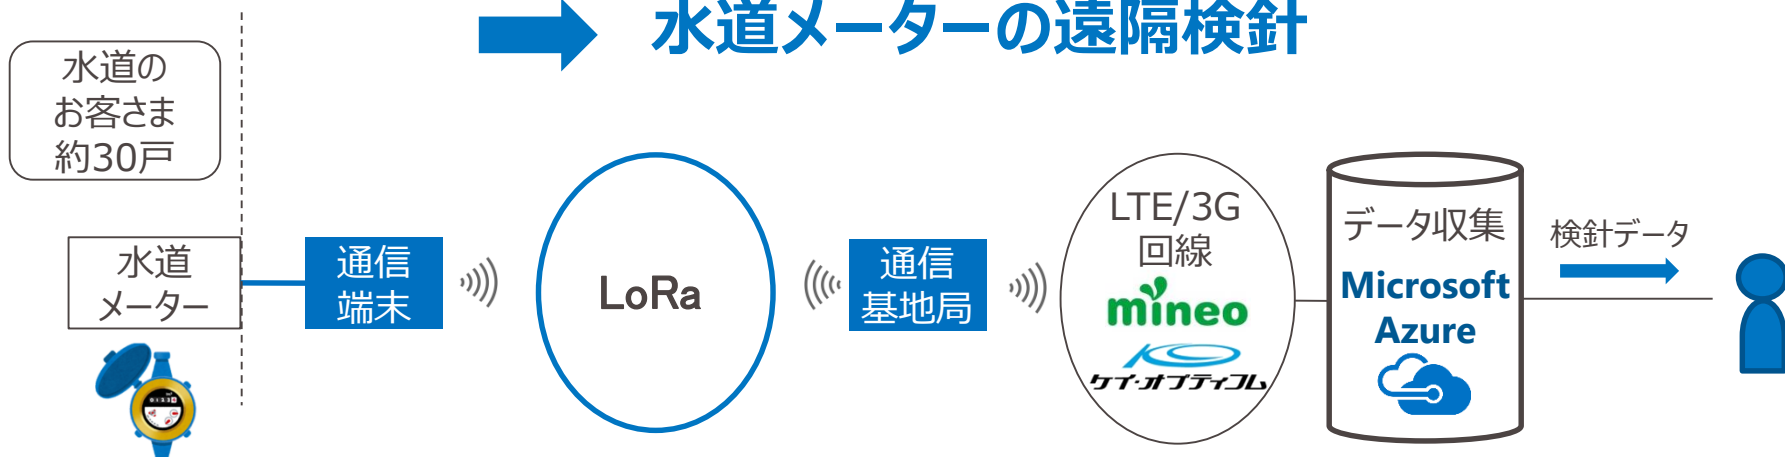 水道メーターの遠隔検針
水道の
お客さま
約30戸
水道
メーター
通信
端末
LoRa
通信
基地局
LTE/3G
回線
mineo
ケイ・オプティコム
データ収集
Microsoft
Azure
検針データ